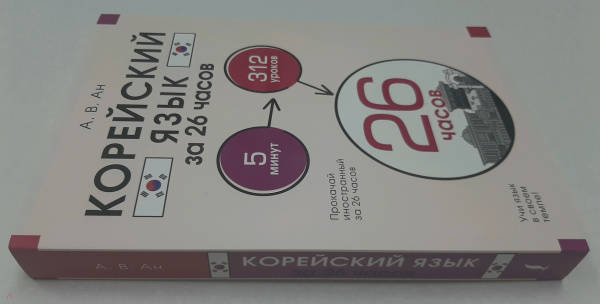 А. В. Ан
КОРЕЙСКИЙ
ЯЗЫК
за 26 часов
5
минут
312
уроков
26
часов
Прокачай
иностранный
за 26 часов
Учи язык
в своем
темпе!
А. В. Ан
КОРЕЙСКИЙ ЯЗЫК